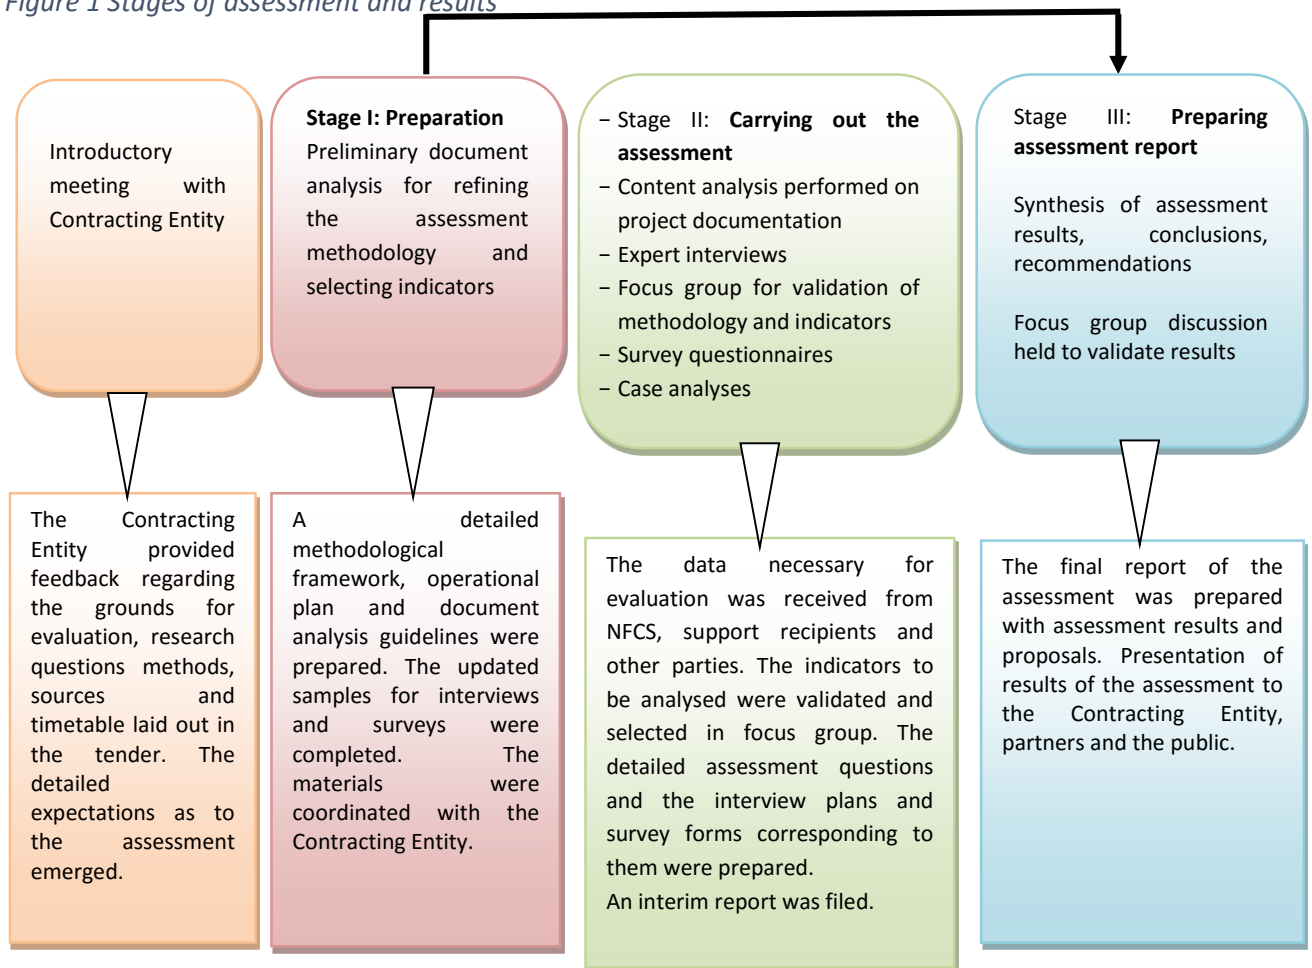 Figure 1 Stages of assessment and results
Introductory
meeting with
Contracting Entity
Stage I: Preparation
Preliminary document
analysis for refining
the assessment
methodology and
selecting indicators
− Stage II: Carrying out the
assessment
− Content analysis performed on
project documentation
− Expert interviews
− Focus group for validation of
methodology and indicators
− Survey questionnaires
− Case analyses
Stage III: Preparing
assessment report
Synthesis of assessment
results, conclusions,
recommendations
Focus group discussion
held to validate results
The Contracting
Entity provided
feedback regarding
the grounds for
evaluation, research
questions methods,
sources and
timetable laid out in
the tender. The
detailed
expectations as to
the assessment
emerged.
A detailed
methodological
framework, operational
plan and document
analysis guidelines were
prepared. The updated
samples for interviews
and surveys were
completed. The
materials were
coordinated with the
Contracting Entity.
The data necessary for
evaluation was received from
NFCS, support recipients and
other parties. The indicators to
be analysed were validated and
selected in focus group. The
detailed assessment questions
and the interview plans and
survey forms corresponding to
them were prepared.
An interim report was filed.
The final report of the
assessment was prepared
with assessment results and
proposals. Presentation of
results of the assessment to
the Contracting Entity,
partners and the public.